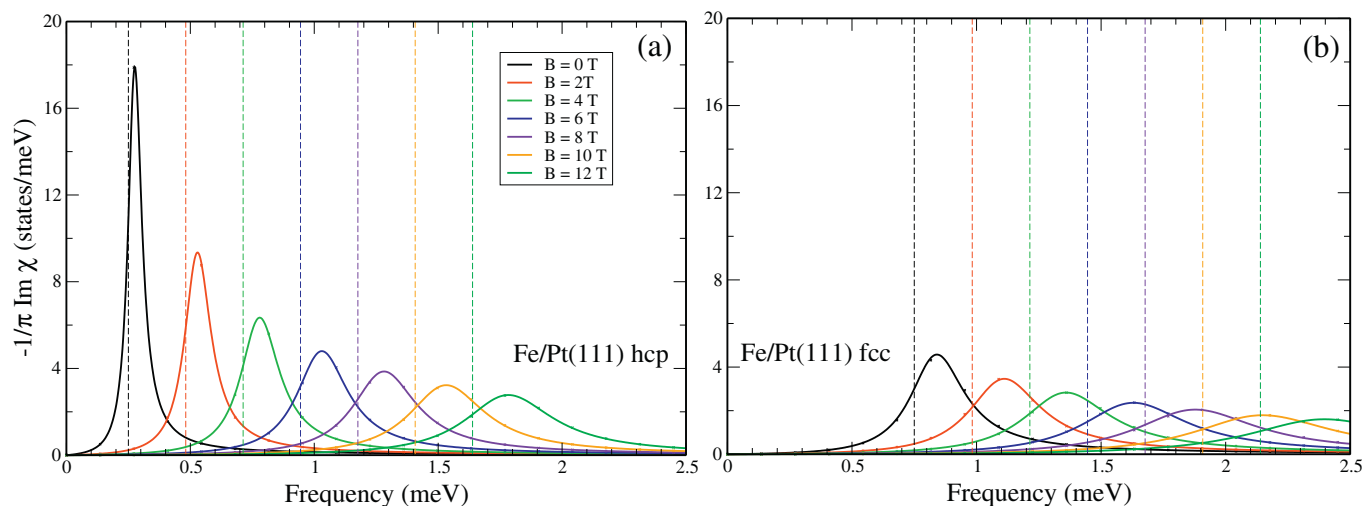 (a)
20
16
12
8
4
0
-1/π Im χ (states/meV)
B = 0 T
B = 2T
B = 4 T
B = 6 T
B = 8 T
B = 10 T
B = 12 T
Fe/Pt(111) hcp
0 0.5 1 1.5 2 2.5
Frequency (meV)
(b)
20
16
12
8
4
0
Fe/Pt(111) fcc
0.5 1 1.5 2 2.5
Frequency (meV)